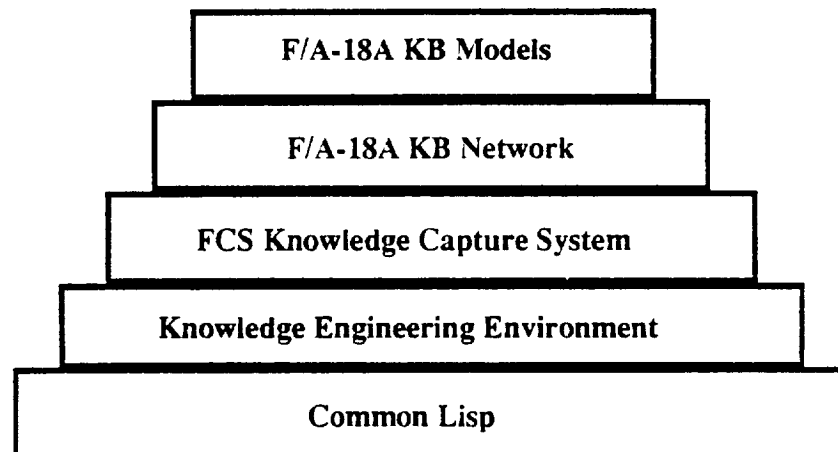 F/A-18A KB Models
F/A-18A KB Network
FCS Knowledge Capture System
Knowledge Engineering Environment
Common Lisp